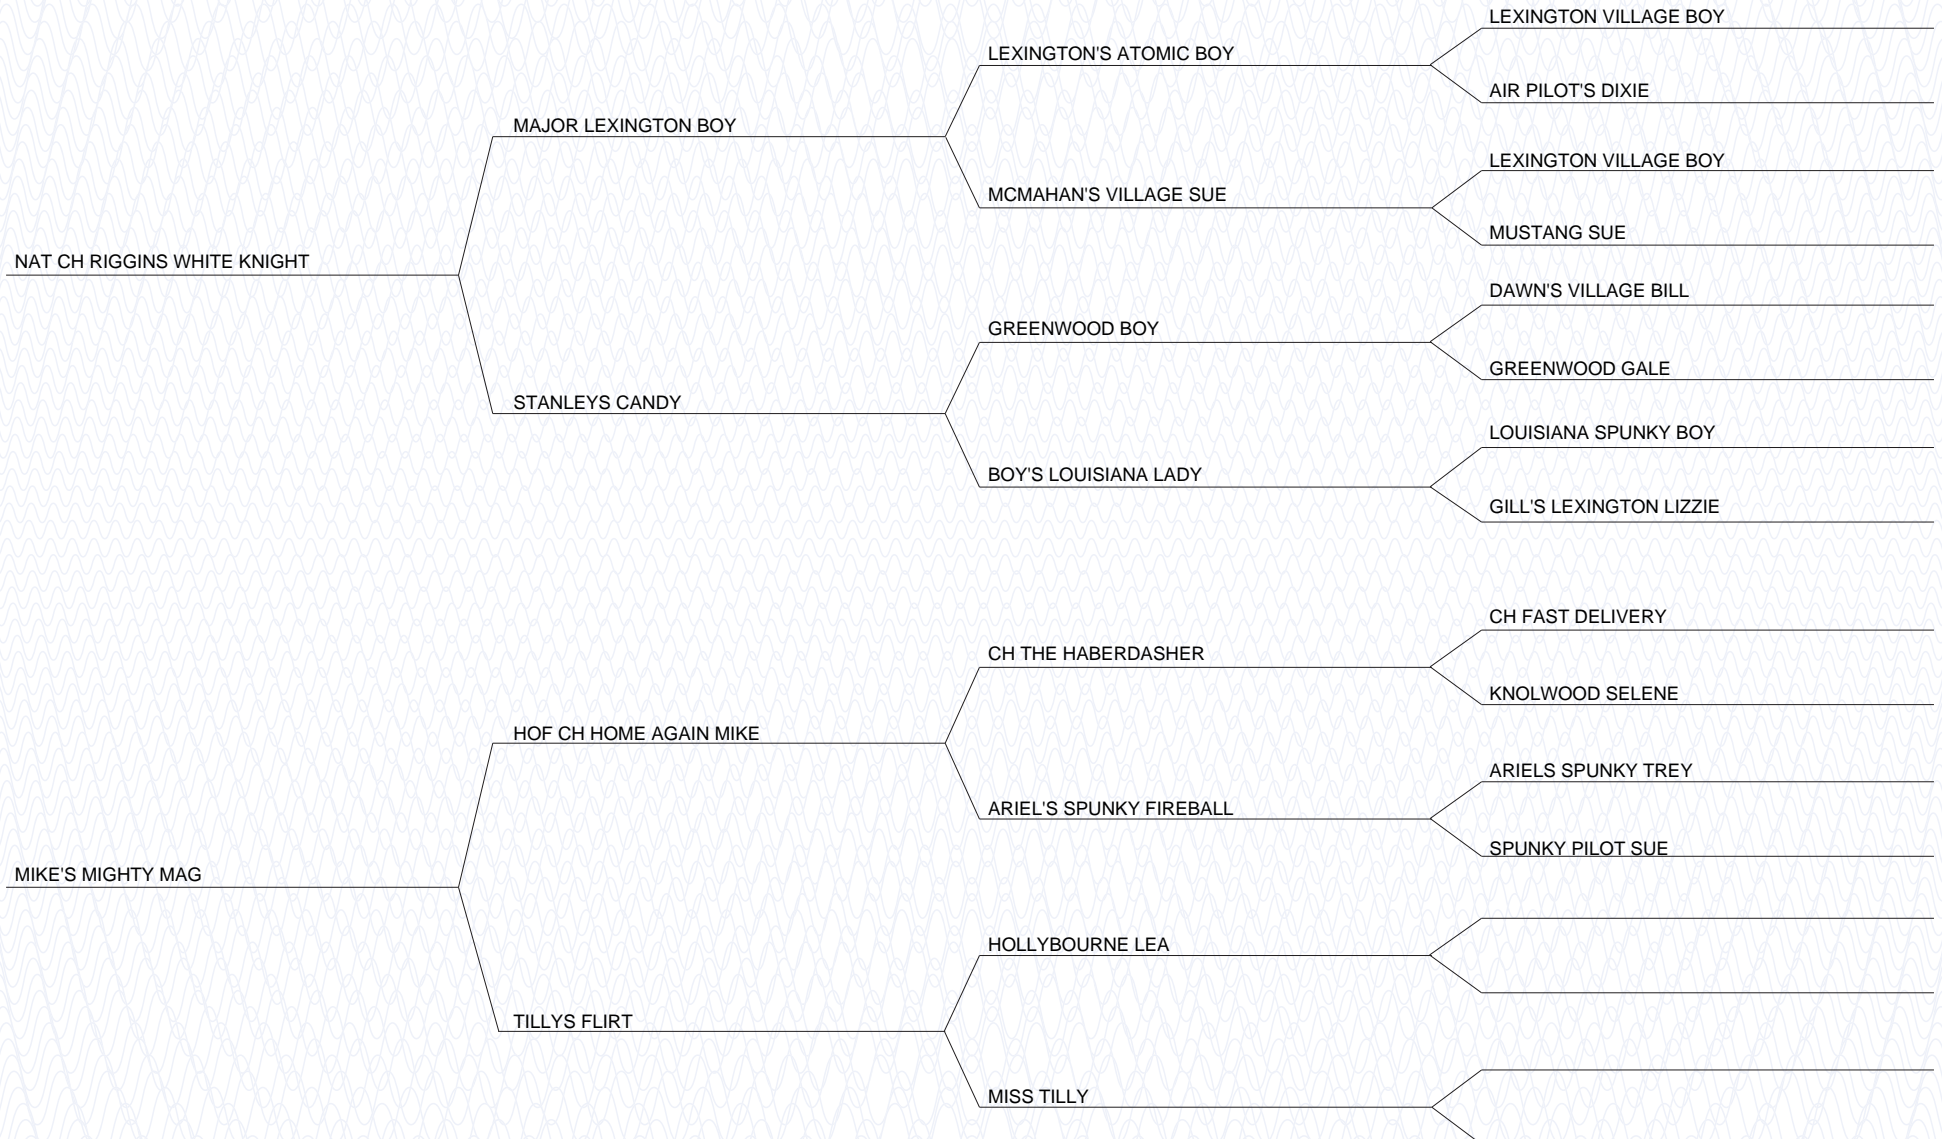 LEXINGTON VILLAGE BOY
LEXINGTON'S ATOMIC BOY
AIR PILOT'S DIXIE
MAJOR LEXINGTON BOY
LEXINGTON VILLAGE BOY
MCMAHAN'S VILLAGE SUE
MUSTANG SUE
NAT CH RIGGINS WHITE KNIGHT
DAWN'S VILLAGE BILL
GREENWOOD BOY
GREENWOOD GALE
STANLEYS CANDY
LOUISIANA SPUNKY BOY
BOY'S LOUISIANA LADY
GILL'S LEXINGTON LIZZIE
CH FAST DELIVERY
CH THE HABERDASHER
KNOLWOOD SELENE
HOF CH HOME AGAIN MIKE
ARIELS SPUNKY TREY
ARIEL'S SPUNKY FIREBALL
SPUNKY PILOT SUE
MIKE'S MIGHTY MAG
HOLLYBOURNE LEA
TILLYS FLIRT
MISS TILLY